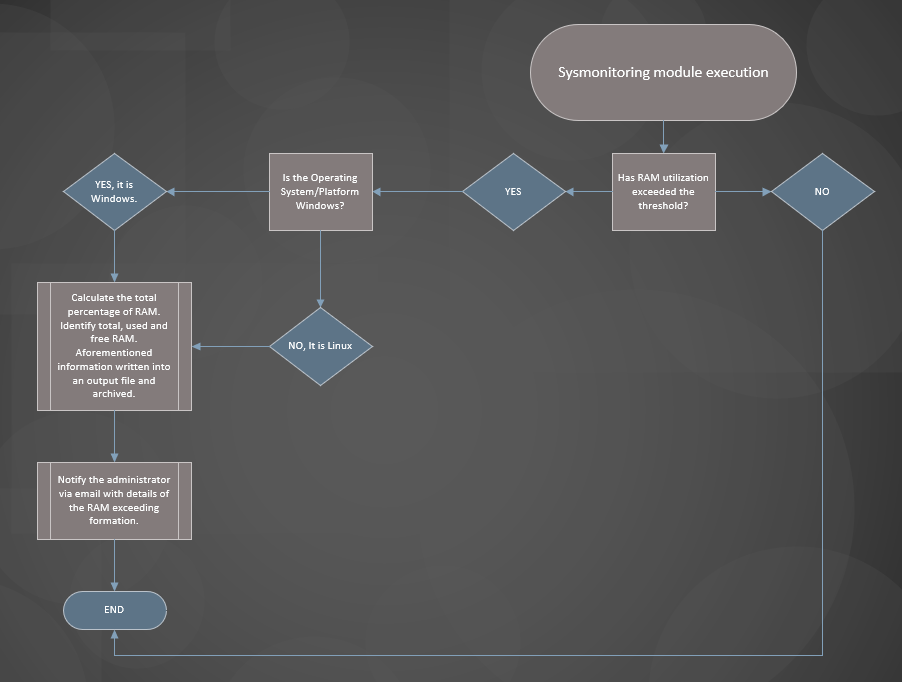 Sysmonitoring module execution
Has RAM utilization
exceeded the
threshold?
NO
YES
Is the Operating
System/Platform
Windows?
YES, it is
Windows.
NO, It is Linux
Calculate the total
percentage of RAM.
Identify total, used and
free RAM.
Aforementioned
information written into
an output file and
archived.
Notify the administrator
via email with details of
the RAM exceeding
formation.
END